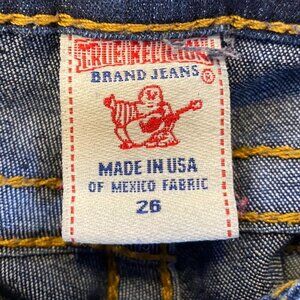 TRUE RELIGION
BRAND JEANS ®
MADE IN USA
OF MEXICO FABRIC
26